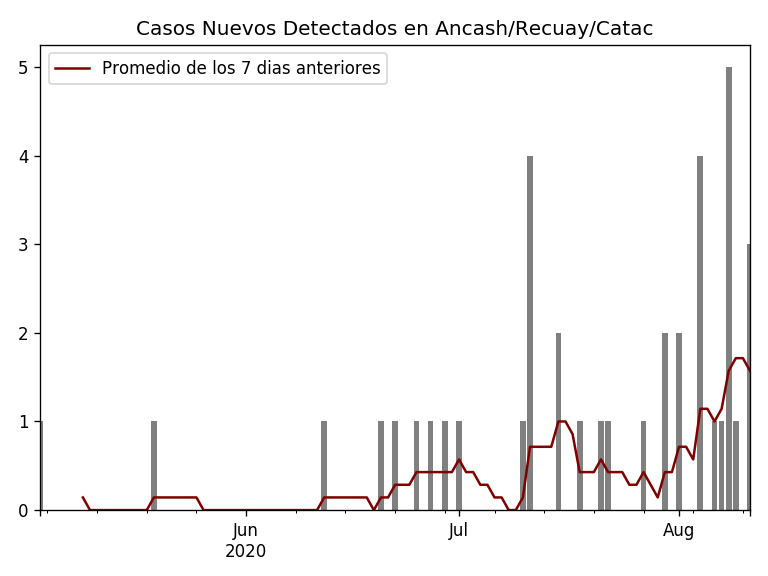 Casos Nuevos Detectados en Ancash/Recuay/Catac
Promedio de los 7 dias anteriores
5
4
3
2
1
0
Jun
2020
Jul
Aug